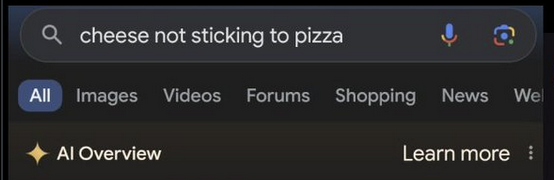 cheese not sticking to pizza
All Images Videos Forums Shopping News
AI Overview Learn more